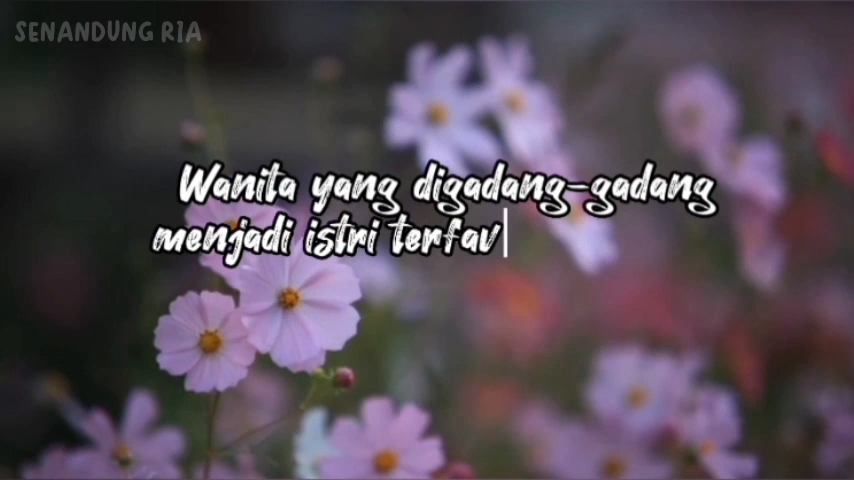 SENANDUNG RIA
Wanita yang digadang-gadang
menjadi istri terfav